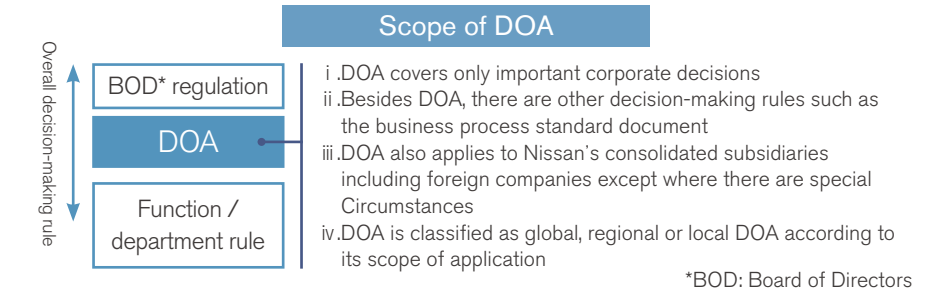 Scope of DOA
Overall decision-making rule
BOD* regulation
DOA
Function /
department rule
i .DOA covers only important corporate decisions
ii .Besides DOA, there are other decision-making rules such as
the business process standard document
iii.DOA also applies to Nissan's consolidated subsidiaries
including foreign companies except where there are special
Circumstances
iv.DOA is classified as global, regional or local DOA according to
its scope of application
*BOD: Board of Directors